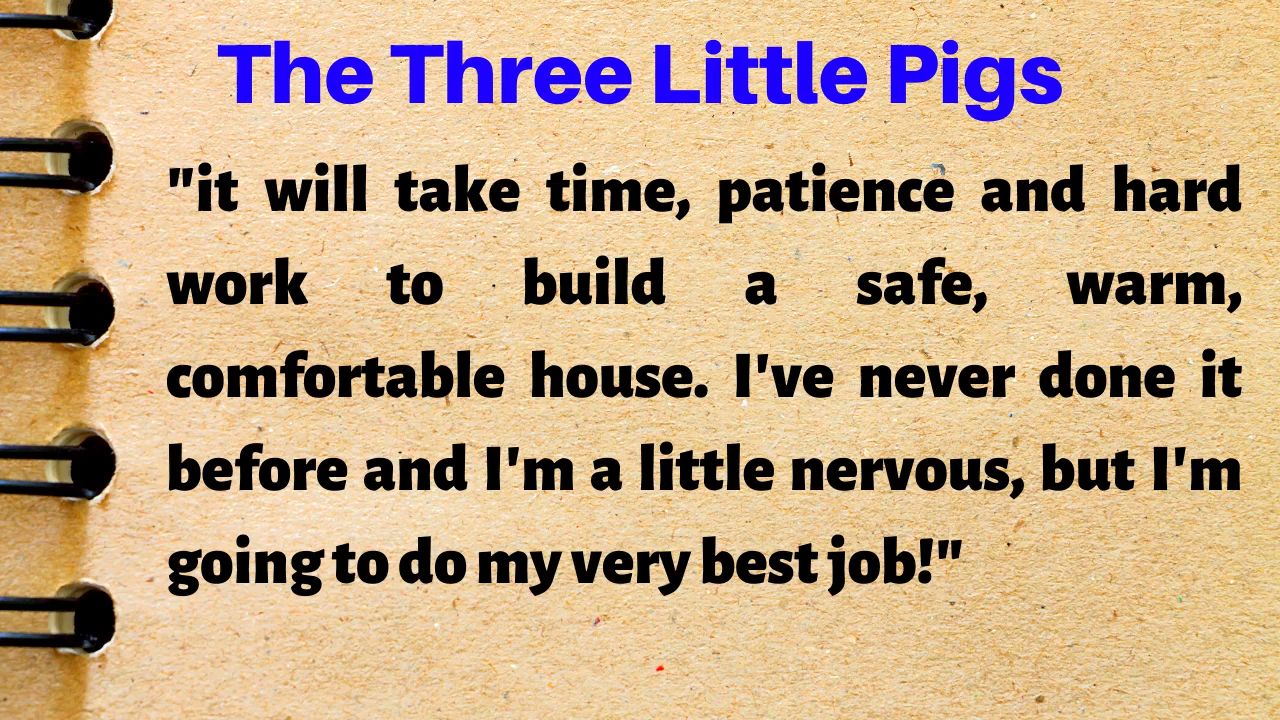 The Three Little Pigs
"it will take time, patience and hard
work to build a safe, warm,
comfortable house. I've never done it
before and I'm a little nervous, but I'm
going to do my very best job!"